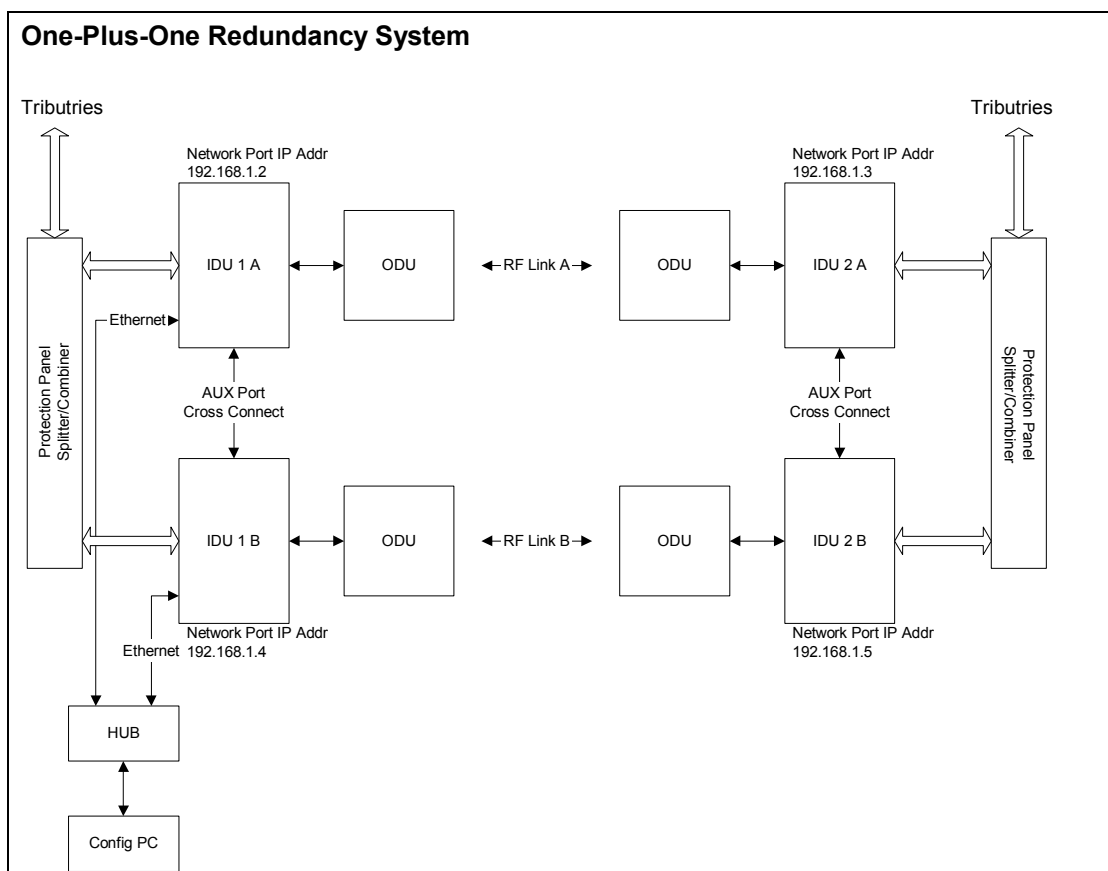 One-Plus-One Redundancy System
Tributries
Tributries
Network Port IP Addr
192.168.1.2
Network Port IP Addr
192.168.1.3
IDU 1 A
ODU
RF Link A
ODU
IDU 2 A
Ethernet
Protection Panel
Splitter/Combiner
AUX Port
Cross Connect
AUX Port
Cross Connect
Protection Panel
Splitter/Combiner
IDU 1 B
ODU
RF Link B
ODU
IDU 2 B
Network Port IP Addr
192.168.1.4
Ethernet
Network Port IP Addr
192.168.1.5
HUB
Config PC